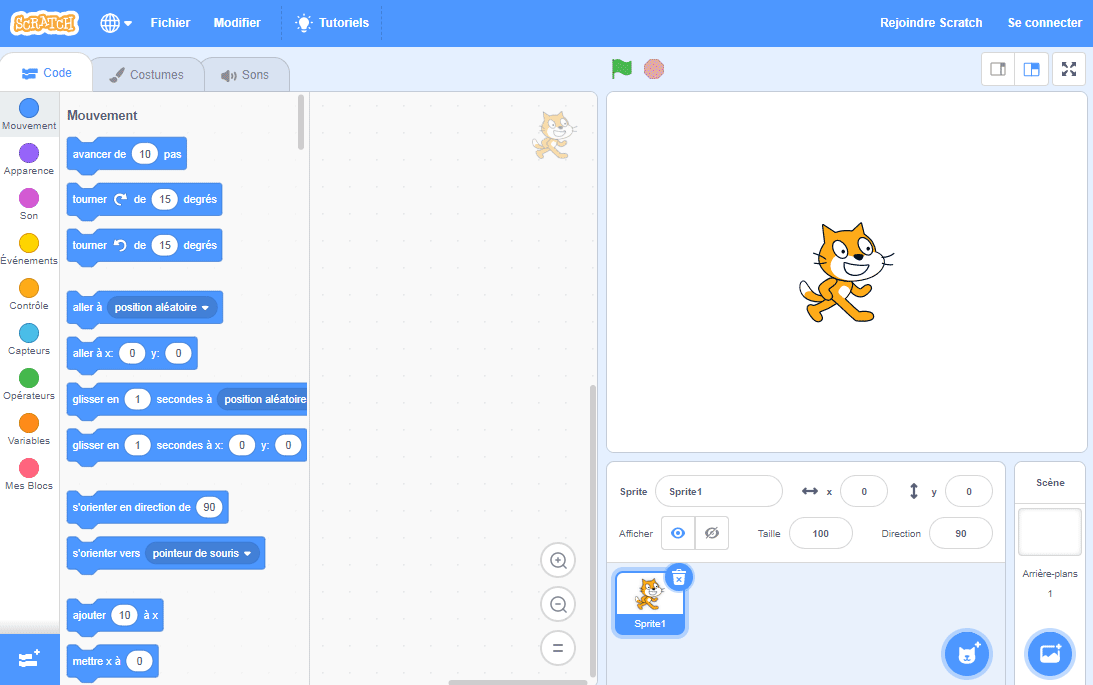 SCRATCH Fichier Modifier Tutoriels Rejoindre Scratch Se connecter
Code Costumes Sons
Mouvement
Apparence
Son
Événements
Contrôle
Capteurs
Opérateurs
Variables
Mes Blocs
Mouvement
avancer de 10 pas
tourner de 15 degrés
tourner de 15 degrés
aller à position aléatoire
aller à x: 0 y: 0
glisser en 1 secondes à position aléatoire
glisser en 1 secondes à x: 0 y: 0
s'orienter en direction de 90
s'orienter vers pointeur de souris
ajouter 10 à x
mettre x à 0
Sprite Sprite1 x 0 y 0
Afficher Taille 100 Direction 90
Sprite1
Scène
Arrière-plans
1